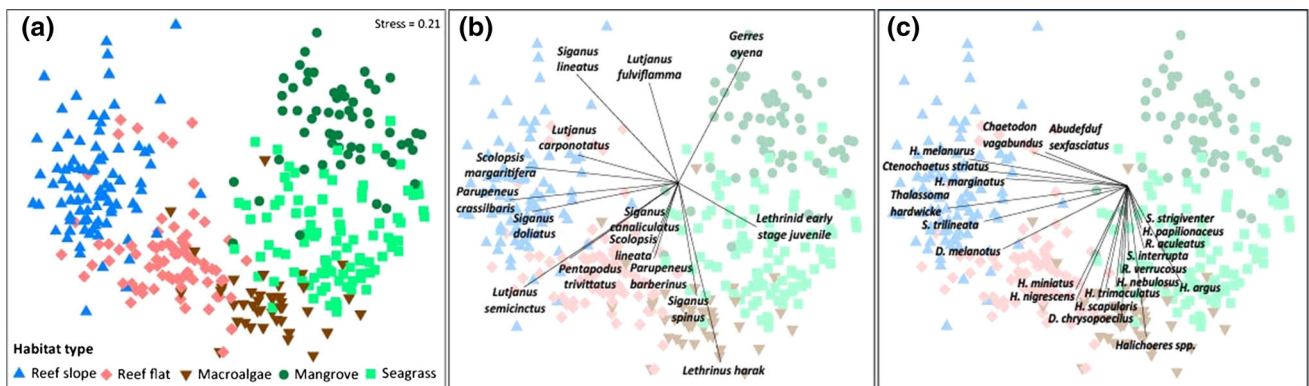 (a)
Stress = 0.21
Habitat type
Reef slope
Reef flat
Macroalgae
Mangrove
Seagrass
(b)
Siganus
lineatus
Lutjanus
fulviflamma
Gerres
oyena
Lutjanus
carponotatus
Scolopsis
margaritifera
Parupeneus
crassilbaris
Siganus
doliatus
Siganus
canaliculatus
Scolopsis
lineata
Lethrinid early
stage juvenile
Pentapodus
trivittatus
Parupeneus
barberinus
Lutjanus
semicinctus
Siganus
spinus
Lethrinus harak
(c)
Chaetodon
vagabundus
Abudefduf
sexfasciatus
H. melanurus
Ctenochaetus striatus
H. marginatus
Thalassoma
hardwicke
S. trilineata
D. melanotus
S. strigiventer
H. papilionaceus
R. aculeatus
S. interrupta
R. verrucosus
H. nebulosus
H. argus
H. miniatus
H. nigrescens
H. trimaculatus
H. scapularis
D. chrysopoecilus
Halichoeres spp.